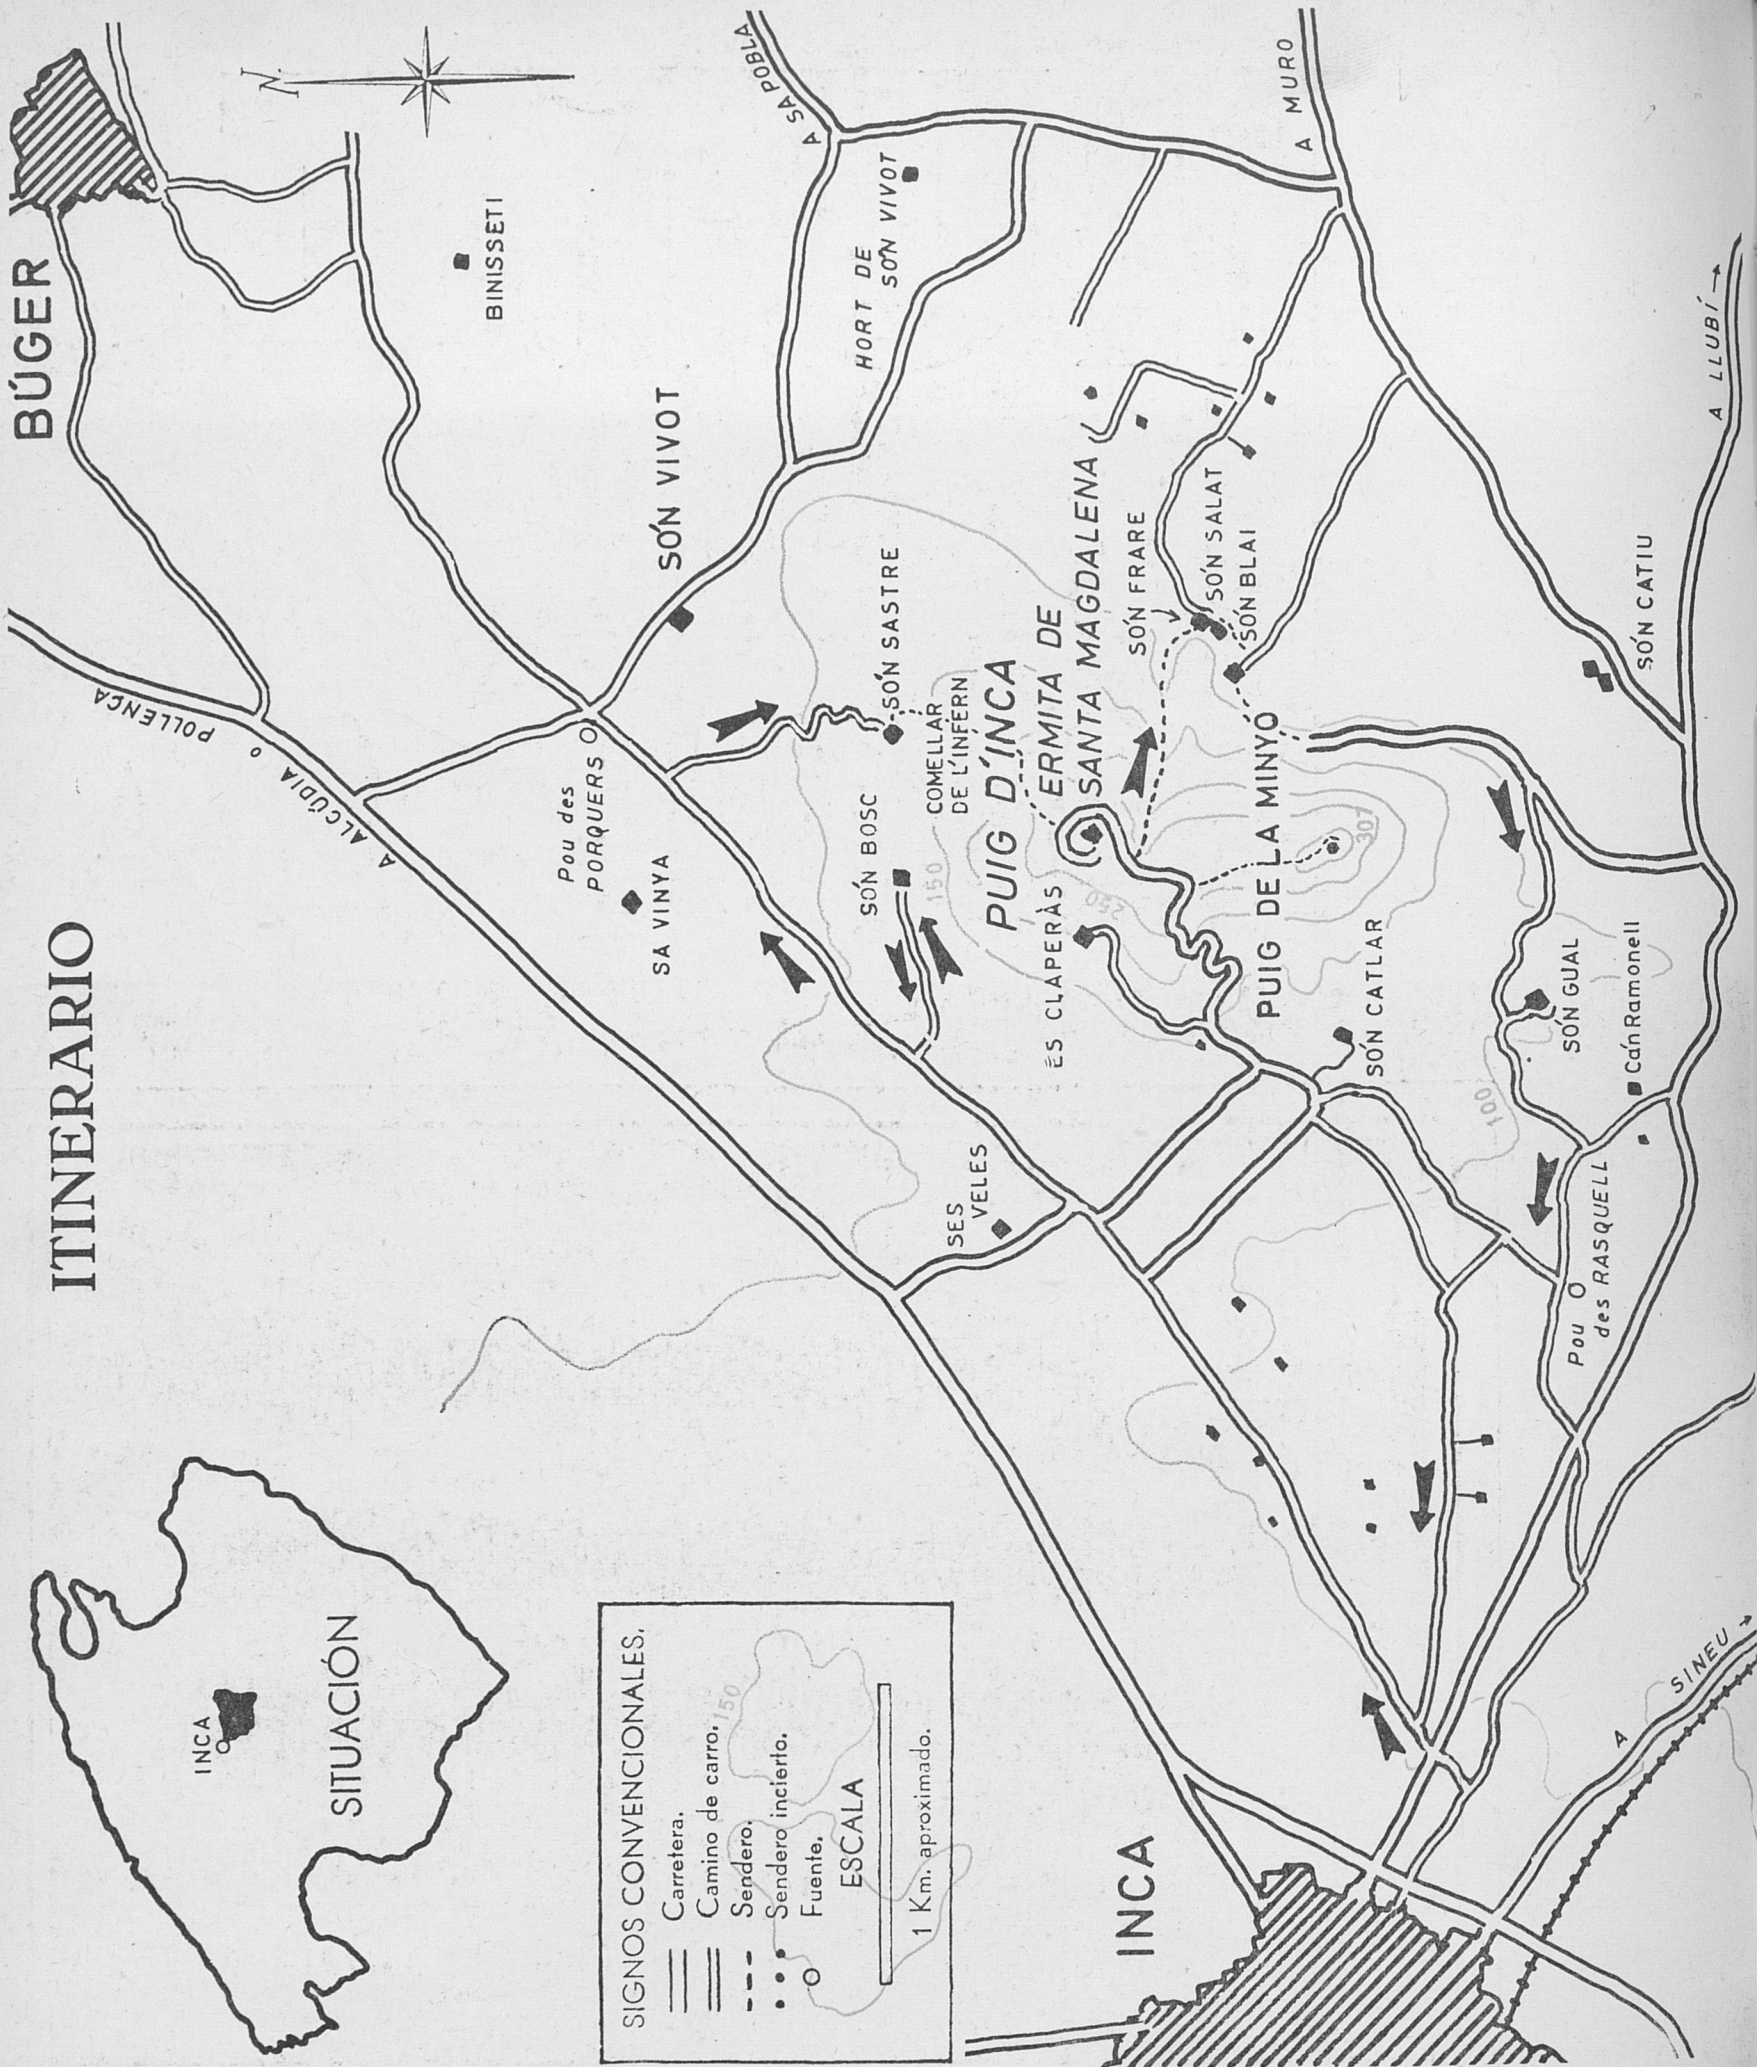 ITINERARIO
BÚGER
N.
INCA
SITUACIÓN
A ALCÚDIA
POLLENÇA
BINISSETI
A SA POBLA
SÓN VIVOT
HORT DE
SÓN VIVOT
Pou des
PORQUERS
SA VINYA
SÓN SASTRE
COMELLAR
DE L'INFERN
SÓN BOSC
150
PUIG D'INCA
ERMITA DE
SANTA MAGDALENA
ES CLAPERÀS
250
SÓN FRARE
SÓN SALAT
SÓN BLAI
A MURO
PUIG DE LA MINYO
307
SES
VELES
SÓN CATLAR
100
SÓN GUAL
Cán Ramonell
SÓN CATIU
A LLUBÍ
Pou
des RASQUELL
A SINEU
INCA
SIGNOS CONVENCIONALES.
Carretera.
Camino de carro.
Sendero.
Sendero incierto.
Fuente.
150
ESCALA
1 Km. aproximado.